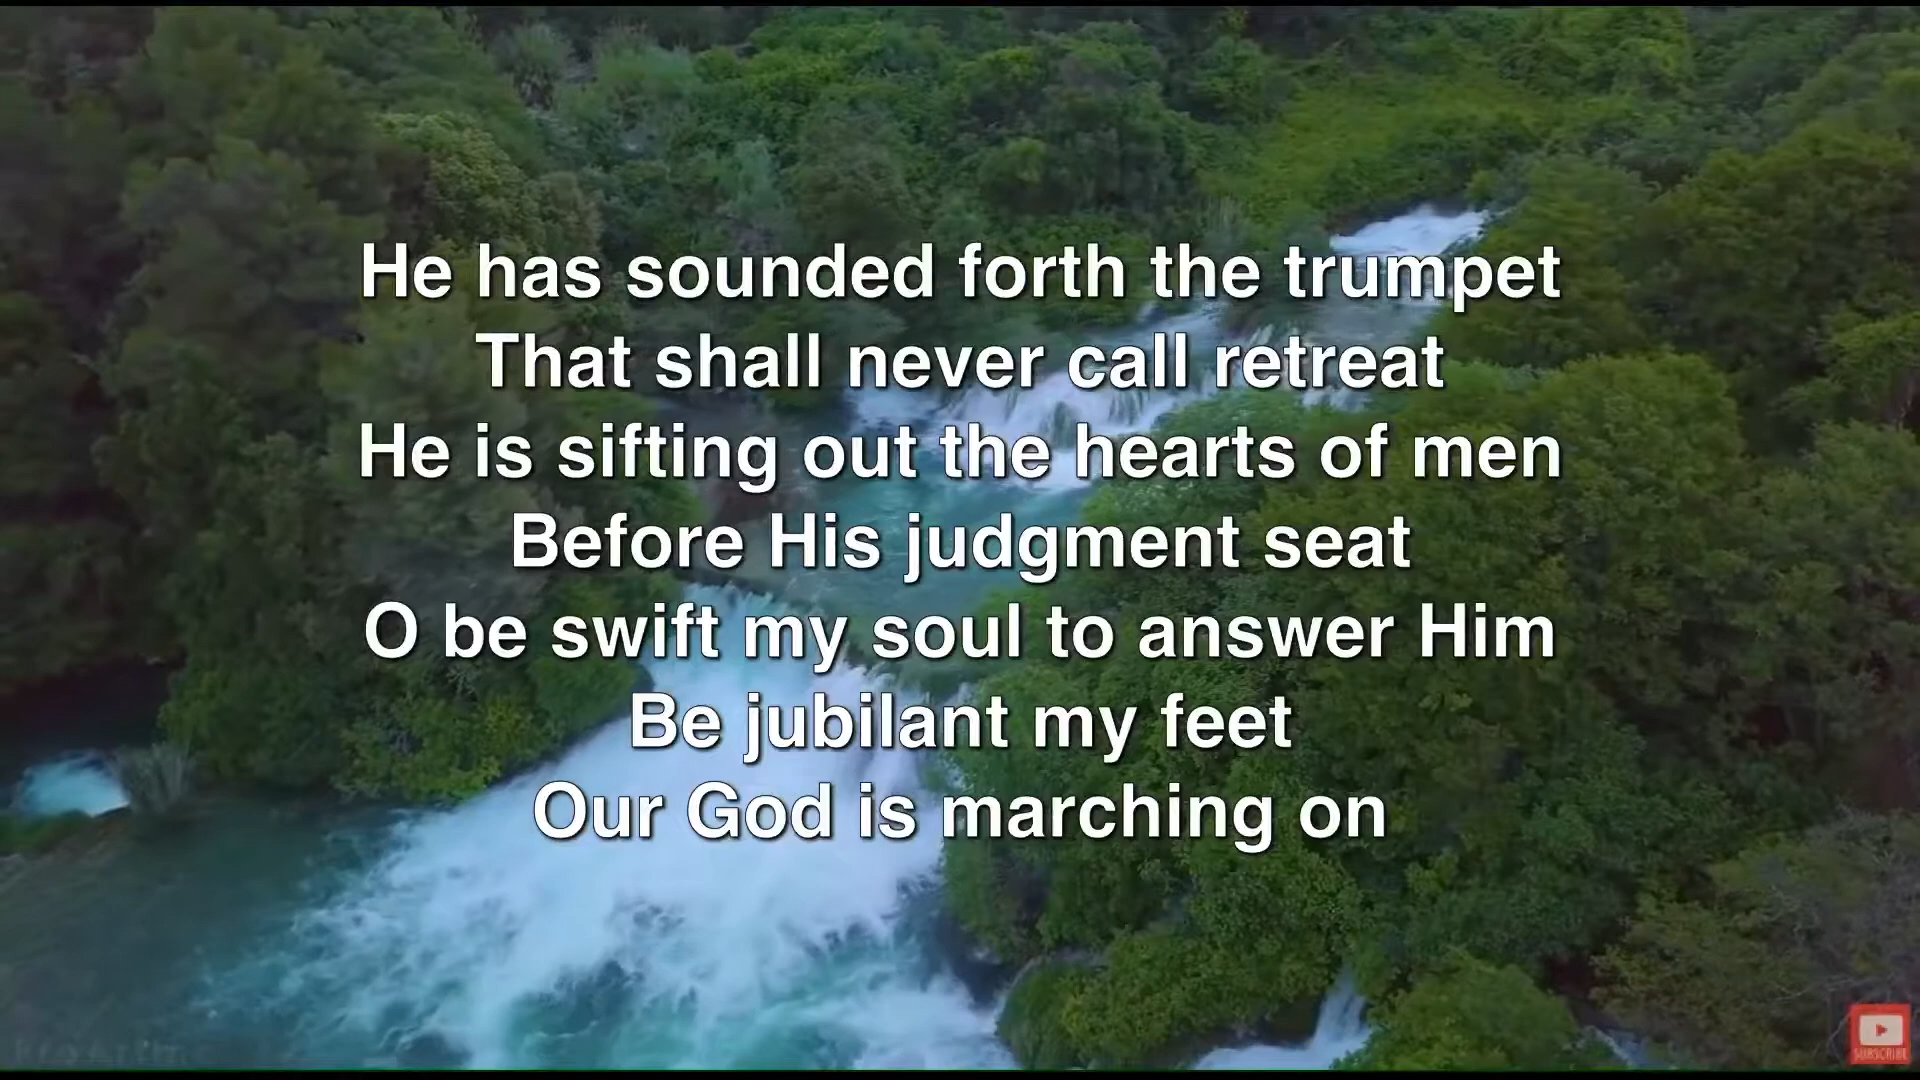 He has sounded forth the trumpet
That shall never call retreat
He is sifting out the hearts of men
Before His judgment seat
O be swift my soul to answer Him
Be jubilant my feet
Our God is marching on
SUBSCRIBE